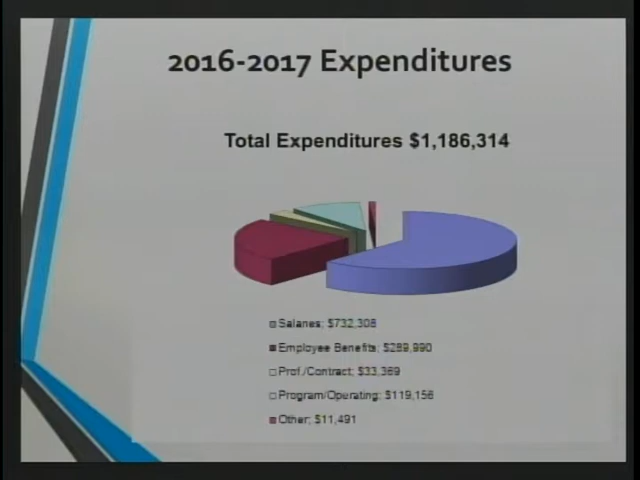 2016-2017 Expenditures
Total Expenditures $1,186,314
Salaries; $732,308
Employee Benefits; $289,990
Prof./Contract; $33,369
Program/Operating; $119,156
Other; $11,491